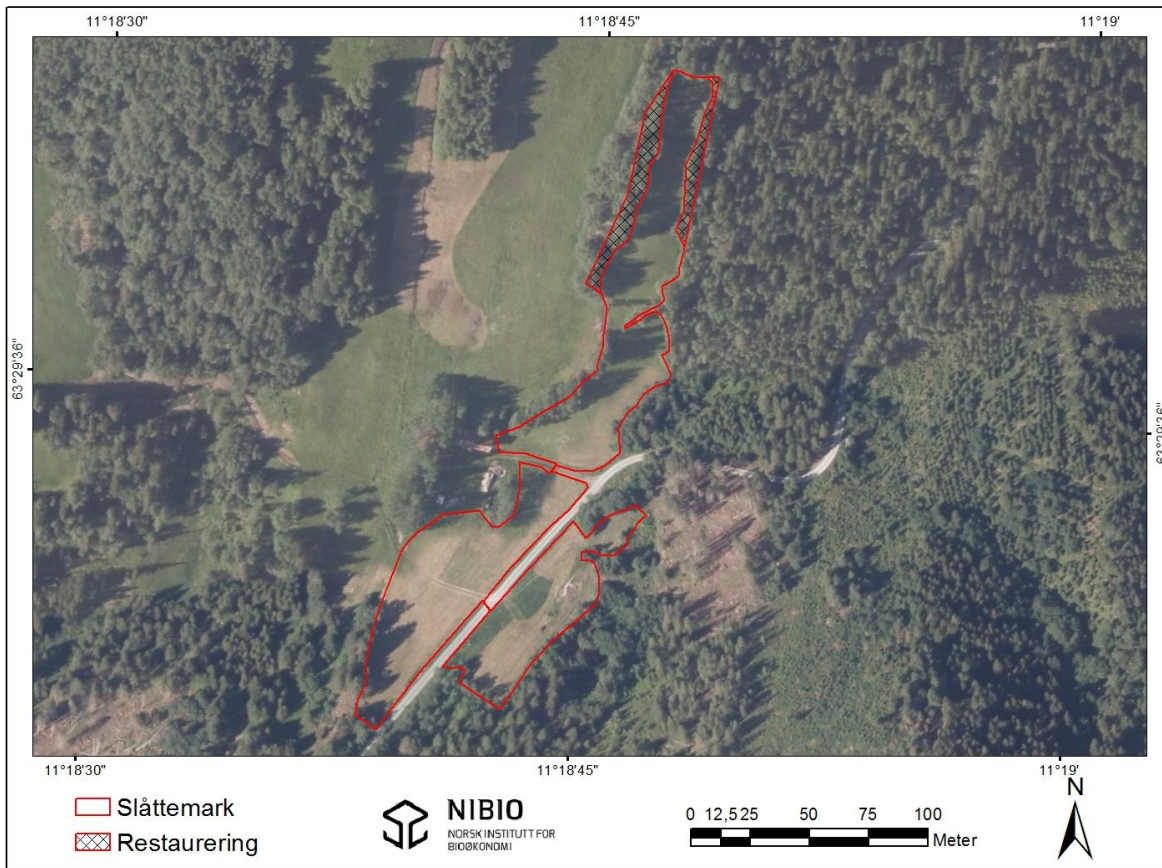 11°18'30"
11°18'45"
11°19'
63°29'36"
63°29'36"
11°18'30"
11°18'45"
11°19'
Slåttemark
Restaurering
NIBIO
NORSK INSTITUTT FOR
BIOØKONOMI
0 12,5 25 50 75 100
Meter
N